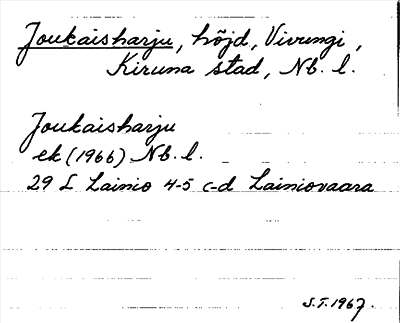 Joukaisharju, höjd, Vivungi,
Kiruna stad, Nb. l.
Joukaisharju
ek (1966) Nb. l.
29 L Lainio 4-5 c-d Lainiovaara
S.T. 1967.